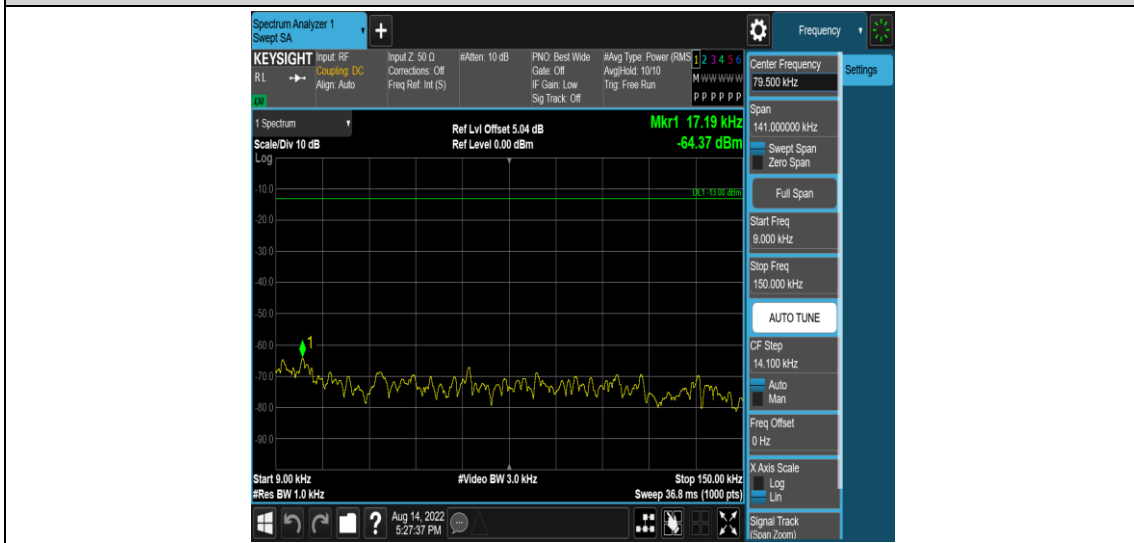 Spectrum Analyzer 1
Swept SA
Frequency
KEYSIGHT
RL
LXI
Input: RF
Coupling: DC
Align: Auto
Input Z: 50 Ω
Corrections: Off
Freq Ref: Int (S)
#Atten: 10 dB
PNO: Best Wide
Gate: Off
IF Gain: Low
Sig Track: Off
#Avg Type: Power (RMS
Avg|Hold: 10/10
Trig: Free Run
1 2 3 4 5 6
M W W W W W
P P P P P P
Center Frequency
79.500 kHz
Settings
Span
141.000000 kHz
Swept Span
Zero Span
Full Span
Start Freq
9.000 kHz
Stop Freq
150.000 kHz
AUTO TUNE
CF Step
14.100 kHz
Auto
Man
Freq Offset
0 Hz
X Axis Scale
Log
Lin
Signal Track
(Span Zoom)
1 Spectrum
Scale/Div 10 dB
Log
Ref Lvl Offset 5.04 dB
Ref Level 0.00 dBm
Mkr1 17.19 kHz
-64.37 dBm
-10.0
DL1 -13.00 dBm
-20.0
-30.0
-40.0
-50.0
-60.0
1
-70.0
-80.0
-90.0
Start 9.00 kHz
#Video BW 3.0 kHz
Stop 150.00 kHz
#Res BW 1.0 kHz
Sweep 36.8 ms (1000 pts)
Aug 14, 2022
5:27:37 PM